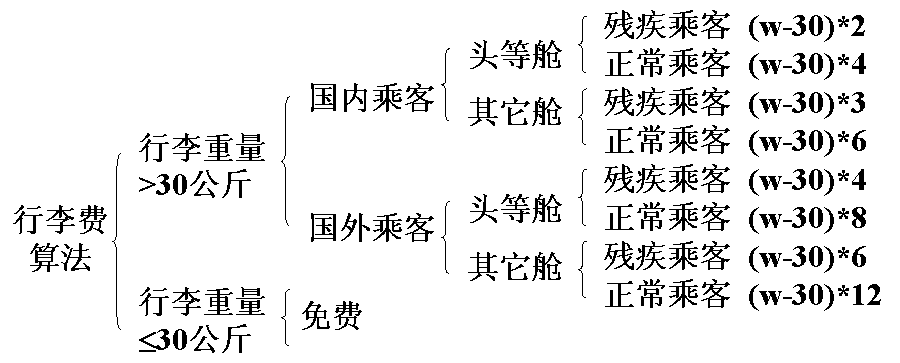 行李费
算法
行李重量
>30公斤
国内乘客
头等舱
残疾乘客 (w-30)*2
正常乘客 (w-30)*4
其它舱
残疾乘客 (w-30)*3
正常乘客 (w-30)*6
国外乘客
头等舱
残疾乘客 (w-30)*4
正常乘客 (w-30)*8
其它舱
残疾乘客 (w-30)*6
正常乘客 (w-30)*12
行李重量
≤30公斤
免费